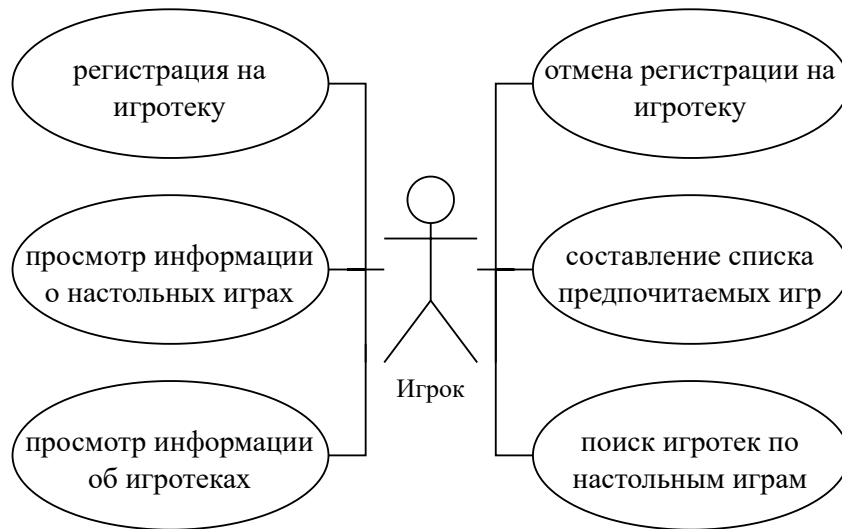 регистрация на
игротеку
отмена регистрации на
игротеку
просмотр информации
о настольных играх
составление списка
предпочитаемых игр
Игрок
просмотр информации
об игротеках
поиск игротек по
настольным играм